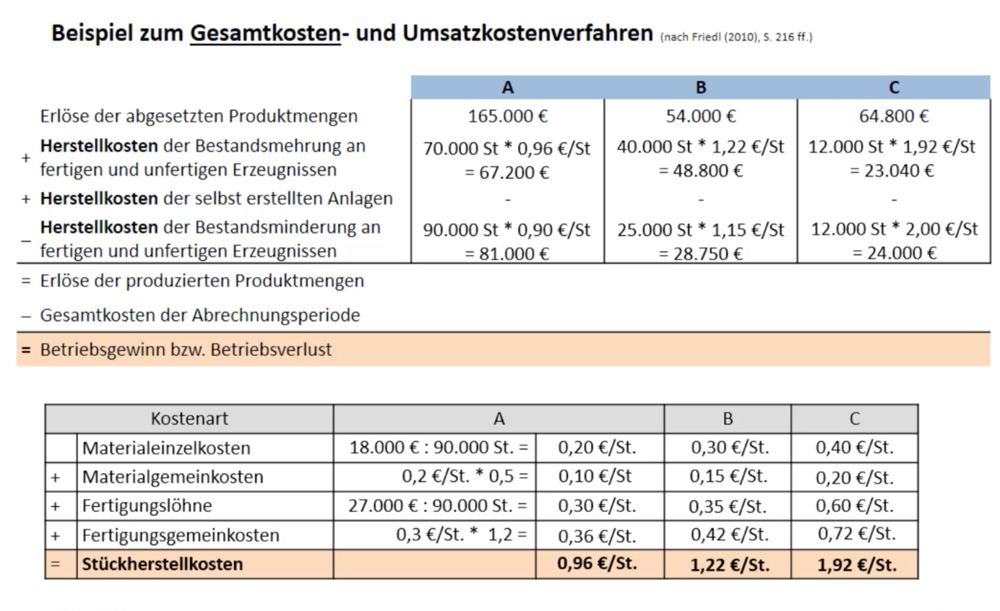 Beispiel zum Gesamtkosten- und Umsatzkostenverfahren (nach Friedl (2010), S. 216 ff.)
A B C
Erlöse der abgesetzten Produktmengen 165.000 € 54.000 € 64.800 €
+ Herstellkosten der Bestandsmehrung an 70.000 St * 0,96 €/St 40.000 St * 1,22 €/St 12.000 St * 1,92 €/St
fertigen und unfertigen Erzeugnissen = 67.200 € = 48.800 € = 23.040 €
+ Herstellkosten der selbst erstellten Anlagen - - -
– Herstellkosten der Bestandsminderung an 90.000 St * 0,90 €/St 25.000 St * 1,15 €/St 12.000 St * 2,00 €/St
fertigen und unfertigen Erzeugnissen = 81.000 € = 28.750 € = 24.000 €
= Erlöse der produzierten Produktmengen
– Gesamtkosten der Abrechnungsperiode
= Betriebsgewinn bzw. Betriebsverlust
Kostenart A B C
Materialeinzelkosten 18.000 € : 90.000 St. = 0,20 €/St. 0,30 €/St. 0,40 €/St.
+ Materialgemeinkosten 0,2 €/St. * 0,5 = 0,10 €/St 0,15 €/St. 0,20 €/St.
+ Fertigungslöhne 27.000 € : 90.000 St. = 0,30 €/St. 0,35 €/St. 0,60 €/St.
+ Fertigungsgemeinkosten 0,3 €/St. * 1,2 = 0,36 €/St. 0,42 €/St. 0,72 €/St.
= Stückherstellkosten 0,96 €/St. 1,22 €/St. 1,92 €/St.